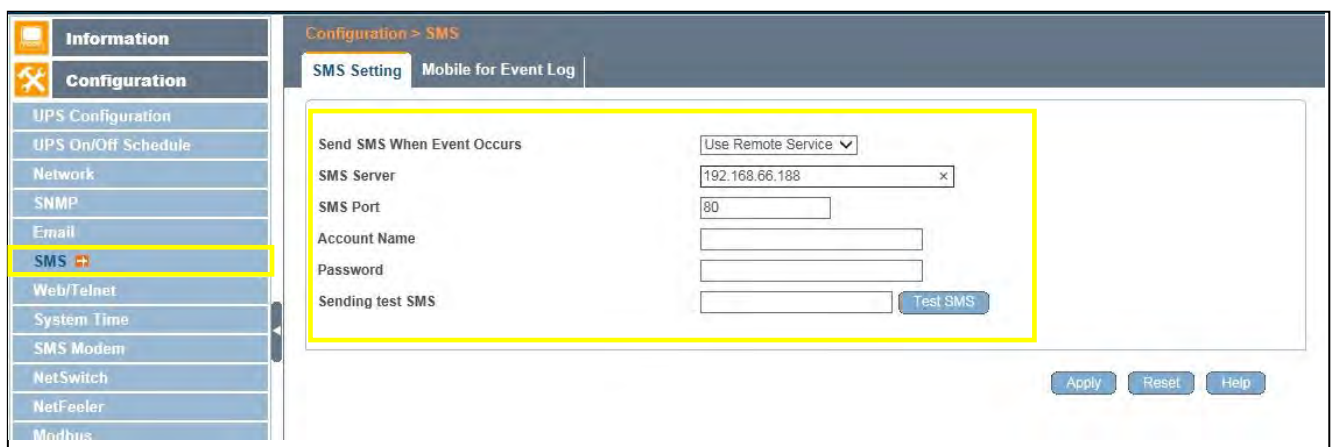 Information
Configuration
UPS Configuration
UPS On/Off Schedule
Network
SNMP
Email
SMS
Web/Telnet
System Time
SMS Modem
NetSwitch
NetFeeler
Modbus
Configuration > SMS
SMS Setting Mobile for Event Log
Send SMS When Event Occurs Use Remote Service
SMS Server 192.168.66.188 ×
SMS Port 80
Account Name
Password
Sending test SMS Test SMS
Apply Reset Help